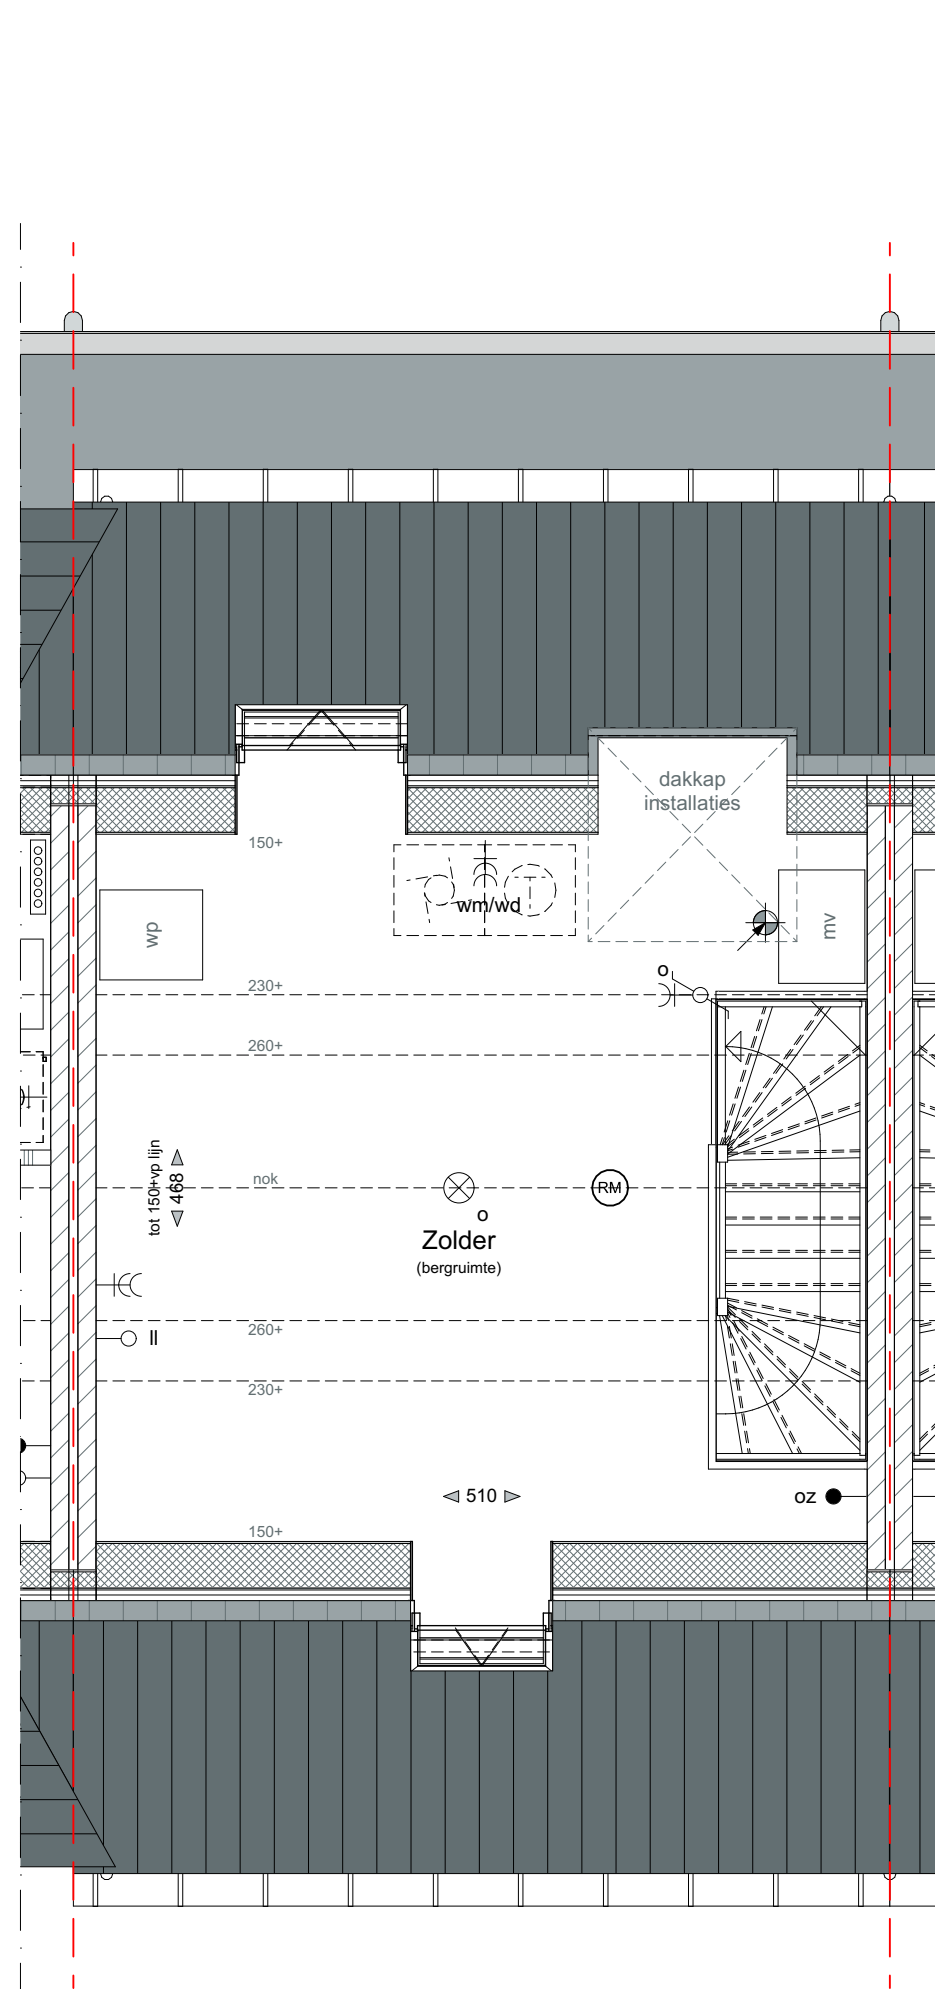 dakkap
installaties
150+
wm/wd
wp
mv
o
230+
260+
tot 150+vp lijn
468
nok
RM
o
Zolder
(bergruimte)
260+
ll
230+
510
oz
150+